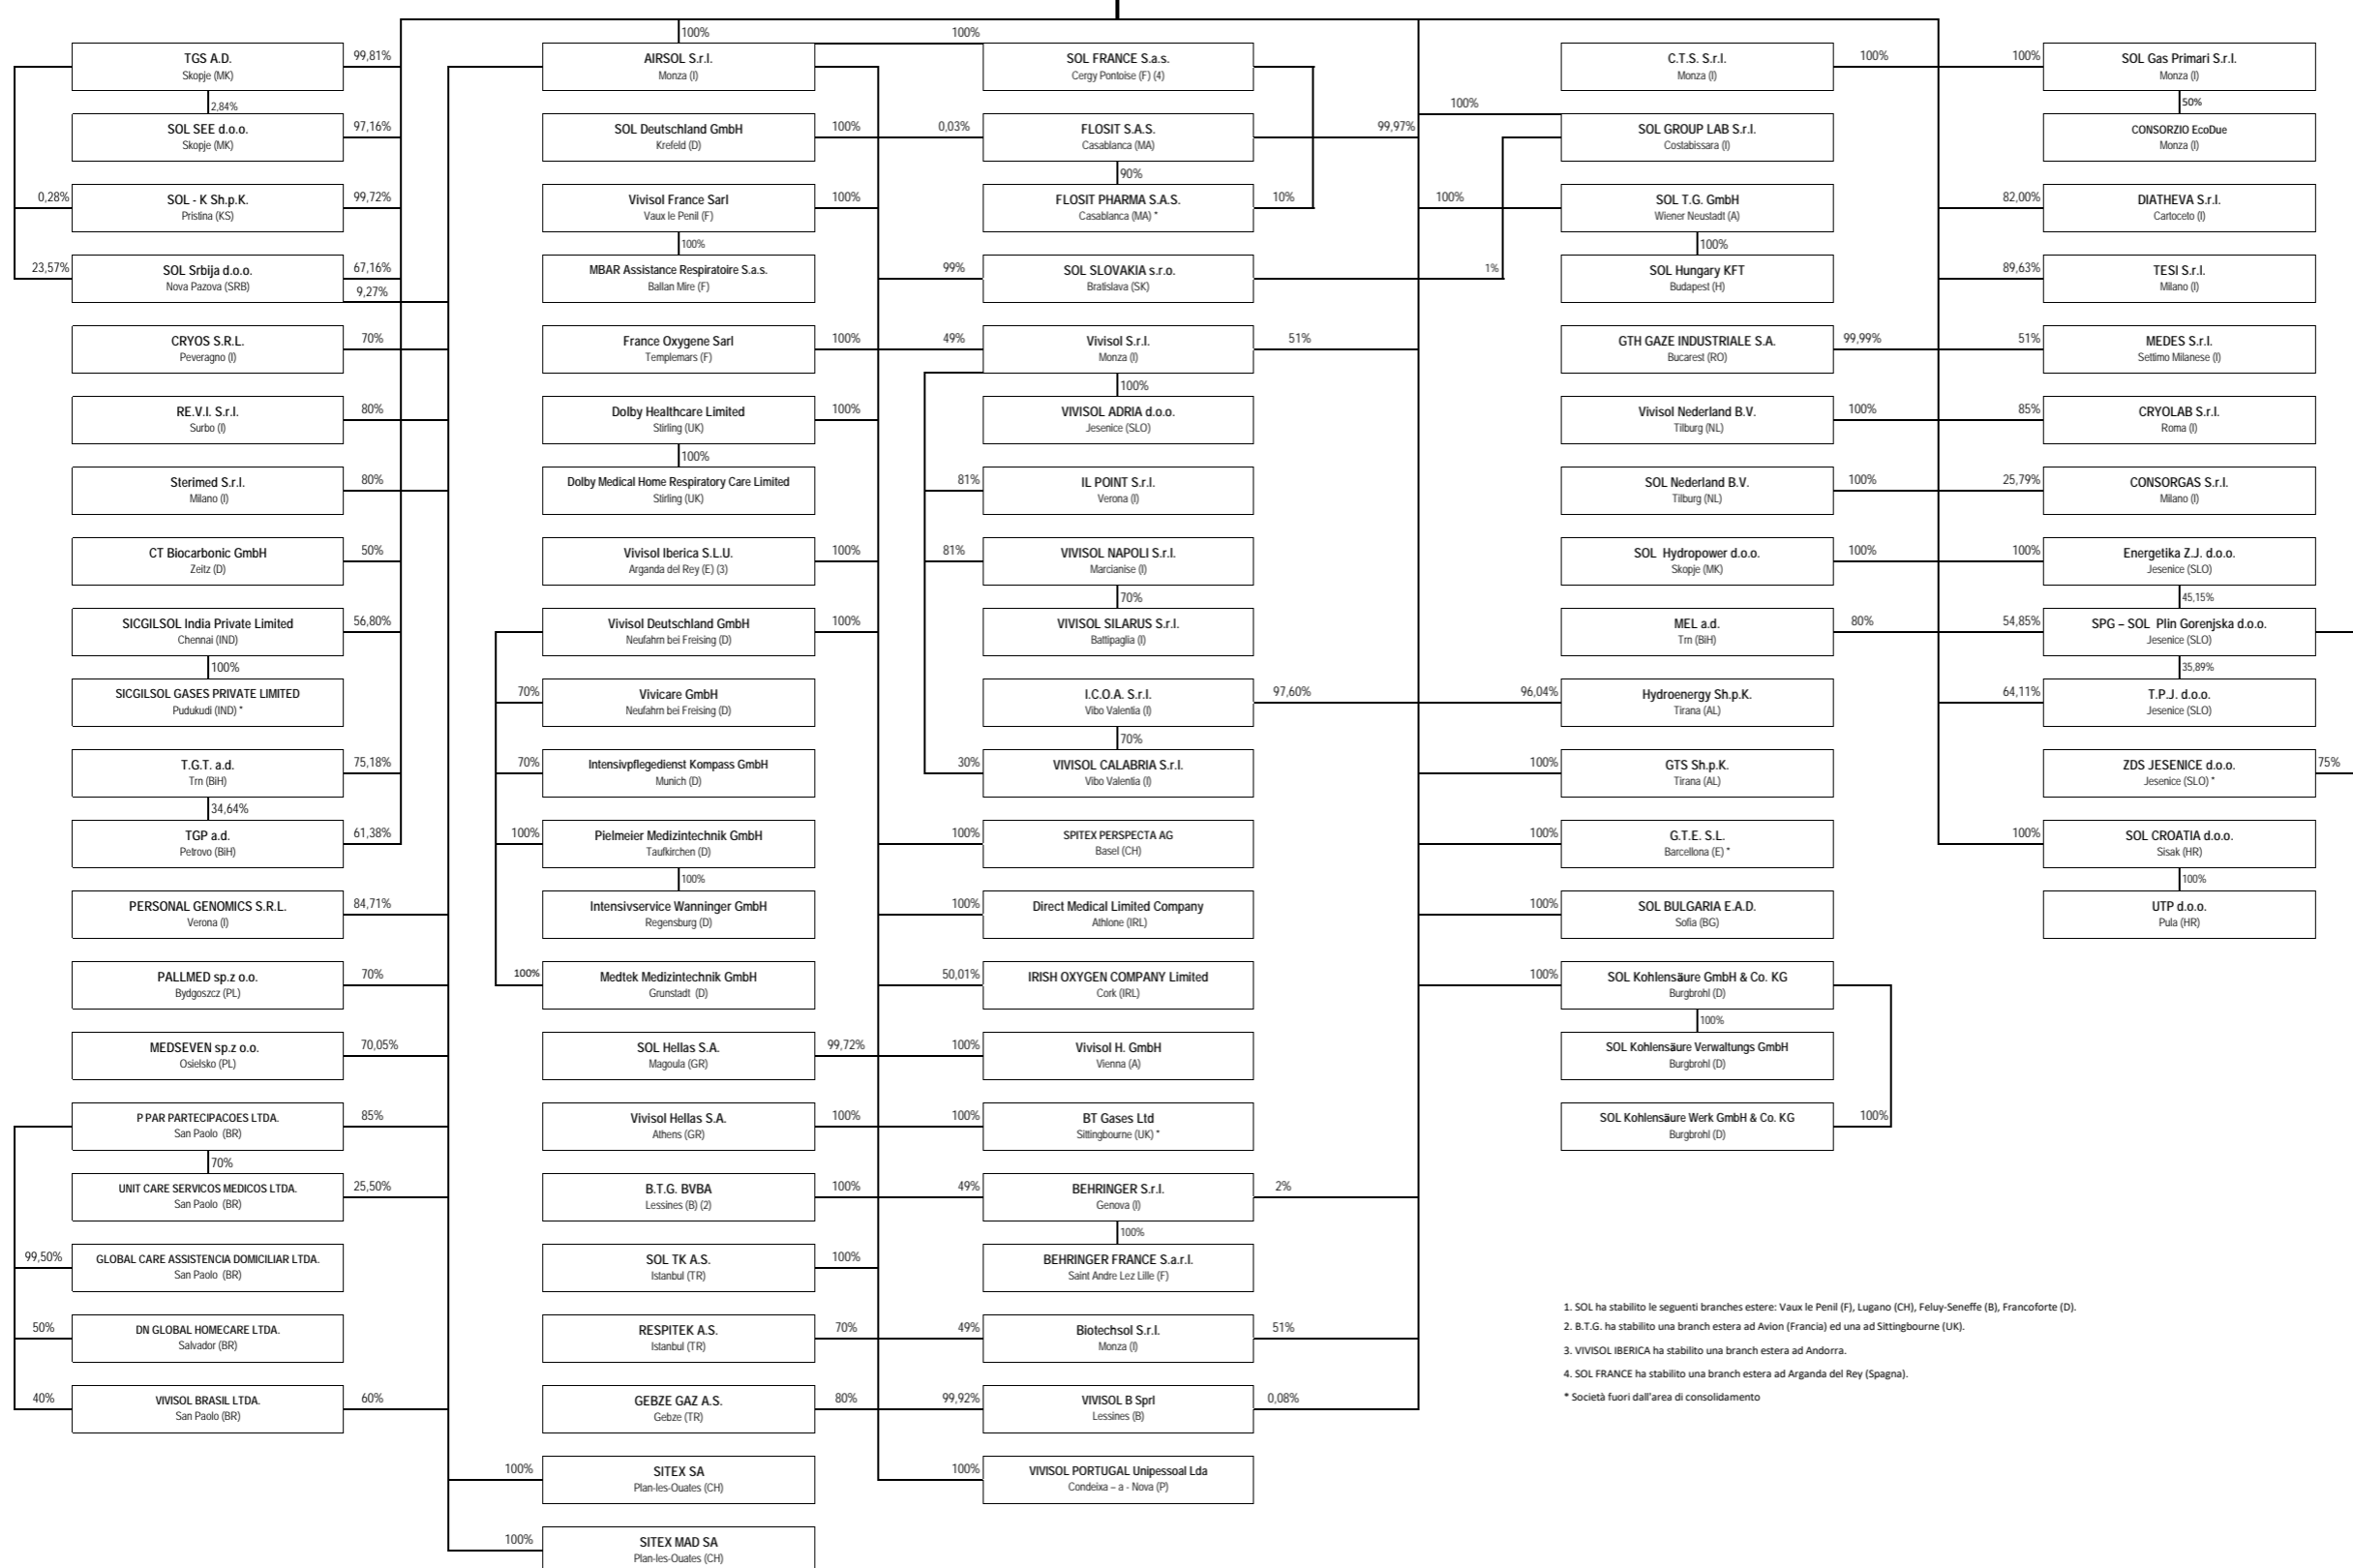 100%
100%
TGS A.D.
Skopje (MK)
99,81%
AIRSOL S.r.l.
Monza (I)
SOL FRANCE S.a.s.
Cergy Pontoise (F) (4)
C.T.S. S.r.l.
Monza (I)
100%
100%
SOL Gas Primari S.r.l.
Monza (I)
2,84%
100%
50%
SOL SEE d.o.o.
Skopje (MK)
97,16%
SOL Deutschland GmbH
Krefeld (D)
100%
0,03%
FLOSIT S.A.S.
Casablanca (MA)
99,97%
SOL GROUP LAB S.r.l.
Costabissara (I)
CONSORZIO EcoDue
Monza (I)
90%
0,28%
SOL - K Sh.p.K.
Pristina (KS)
99,72%
Vivisol France Sarl
Vaux le Penil (F)
100%
FLOSIT PHARMA S.A.S.
Casablanca (MA) *
10%
100%
SOL T.G. GmbH
Wiener Neustadt (A)
82,00%
DIATHEVA S.r.l.
Cartoceto (I)
100%
100%
23,57%
SOL Srbija d.o.o.
Nova Pazova (SRB)
67,16%
9,27%
MBAR Assistance Respiratoire S.a.s.
Ballan Mire (F)
99%
SOL SLOVAKIA s.r.o.
Bratislava (SK)
1%
SOL Hungary KFT
Budapest (H)
89,63%
TESI S.r.l.
Milano (I)
CRYOS S.R.L.
Peveragno (I)
70%
France Oxygene Sarl
Templemars (F)
100%
49%
Vivisol S.r.l.
Monza (I)
51%
GTH GAZE INDUSTRIALE S.A.
Bucarest (RO)
99,99%
51%
MEDES S.r.l.
Settimo Milanese (I)
100%
RE.V.I. S.r.l.
Surbo (I)
80%
Dolby Healthcare Limited
Stirling (UK)
100%
VIVISOL ADRIA d.o.o.
Jesenice (SLO)
Vivisol Nederland B.V.
Tilburg (NL)
100%
85%
CRYOLAB S.r.l.
Roma (I)
100%
Sterimed S.r.l.
Milano (I)
80%
Dolby Medical Home Respiratory Care Limited
Stirling (UK)
81%
IL POINT S.r.l.
Verona (I)
SOL Nederland B.V.
Tilburg (NL)
100%
25,79%
CONSORGAS S.r.l.
Milano (I)
CT Biocarbonic GmbH
Zeitz (D)
50%
Vivisol Iberica S.L.U.
Arganda del Rey (E) (3)
100%
81%
VIVISOL NAPOLI S.r.l.
Marcianise (I)
SOL Hydropower d.o.o.
Skopje (MK)
100%
100%
Energetika Z.J. d.o.o.
Jesenice (SLO)
70%
45,15%
SICGILSOL India Private Limited
Chennai (IND)
56,80%
Vivisol Deutschland GmbH
Neufahrn bei Freising (D)
100%
VIVISOL SILARUS S.r.l.
Battipaglia (I)
MEL a.d.
Trn (BiH)
80%
54,85%
SPG – SOL Plin Gorenjska d.o.o.
Jesenice (SLO)
100%
35,89%
SICGILSOL GASES PRIVATE LIMITED
Pudukudi (IND) *
70%
Vivicare GmbH
Neufahrn bei Freising (D)
I.C.O.A. S.r.l.
Vibo Valentia (I)
97,60%
96,04%
Hydroenergy Sh.p.K.
Tirana (AL)
64,11%
T.P.J. d.o.o.
Jesenice (SLO)
70%
T.G.T. a.d.
Trn (BiH)
75,18%
70%
Intensivpflegedienst Kompass GmbH
Munich (D)
30%
VIVISOL CALABRIA S.r.l.
Vibo Valentia (I)
100%
GTS Sh.p.K.
Tirana (AL)
ZDS JESENICE d.o.o.
Jesenice (SLO) *
75%
34,64%
TGP a.d.
Petrovo (BiH)
61,38%
100%
Pielmeier Medizintechnik GmbH
Taufkirchen (D)
100%
SPITEX PERSPECTA AG
Basel (CH)
100%
G.T.E. S.L.
Barcellona (E) *
100%
SOL CROATIA d.o.o.
Sisak (HR)
100%
100%
PERSONAL GENOMICS S.R.L.
Verona (I)
84,71%
Intensivservice Wanninger GmbH
Regensburg (D)
100%
Direct Medical Limited Company
Athlone (IRL)
100%
SOL BULGARIA E.A.D.
Sofia (BG)
UTP d.o.o.
Pula (HR)
PALLMED sp.z o.o.
Bydgoszcz (PL)
70%
100%
Medtek Medizintechnik GmbH
Grunstadt (D)
50,01%
IRISH OXYGEN COMPANY Limited
Cork (IRL)
100%
SOL Kohlensäure GmbH & Co. KG
Burgbrohl (D)
100%
MEDSEVEN sp.z o.o.
Osielsko (PL)
70,05%
SOL Hellas S.A.
Magoula (GR)
99,72%
100%
Vivisol H. GmbH
Vienna (A)
SOL Kohlensäure Verwaltungs GmbH
Burgbrohl (D)
P PAR PARTECIPACOES LTDA.
San Paolo (BR)
85%
Vivisol Hellas S.A.
Athens (GR)
100%
100%
BT Gases Ltd
Sittingbourne (UK) *
SOL Kohlensäure Werk GmbH & Co. KG
Burgbrohl (D)
100%
70%
UNIT CARE SERVICOS MEDICOS LTDA.
San Paolo (BR)
25,50%
B.T.G. BVBA
Lessines (B) (2)
100%
49%
BEHRINGER S.r.l.
Genova (I)
2%
100%
99,50%
GLOBAL CARE ASSISTENCIA DOMICILIAR LTDA.
San Paolo (BR)
SOL TK A.S.
Istanbul (TR)
100%
BEHRINGER FRANCE S.a.r.l.
Saint Andre Lez Lille (F)
50%
DN GLOBAL HOMECARE LTDA.
Salvador (BR)
RESPITEK A.S.
Istanbul (TR)
70%
49%
Biotechsol S.r.l.
Monza (I)
51%
40%
VIVISOL BRASIL LTDA.
San Paolo (BR)
60%
GEBZE GAZ A.S.
Gebze (TR)
80%
99,92%
VIVISOL B Sprl
Lessines (B)
0,08%
100%
SITEX SA
Plan-les-Ouates (CH)
100%
VIVISOL PORTUGAL Unipessoal Lda
Condeixa – a - Nova (P)
100%
SITEX MAD SA
Plan-les-Ouates (CH)
1. SOL ha stabilito le seguenti branches estere: Vaux le Penil (F), Lugano (CH), Feluy-Seneffe (B), Francoforte (D).
2. B.T.G. ha stabilito una branch estera ad Avion (Francia) ed una ad Sittingbourne (UK).
3. VIVISOL IBERICA ha stabilito una branch estera ad Andorra.
4. SOL FRANCE ha stabilito una branch estera ad Arganda del Rey (Spagna).
* Società fuori dall'area di consolidamento